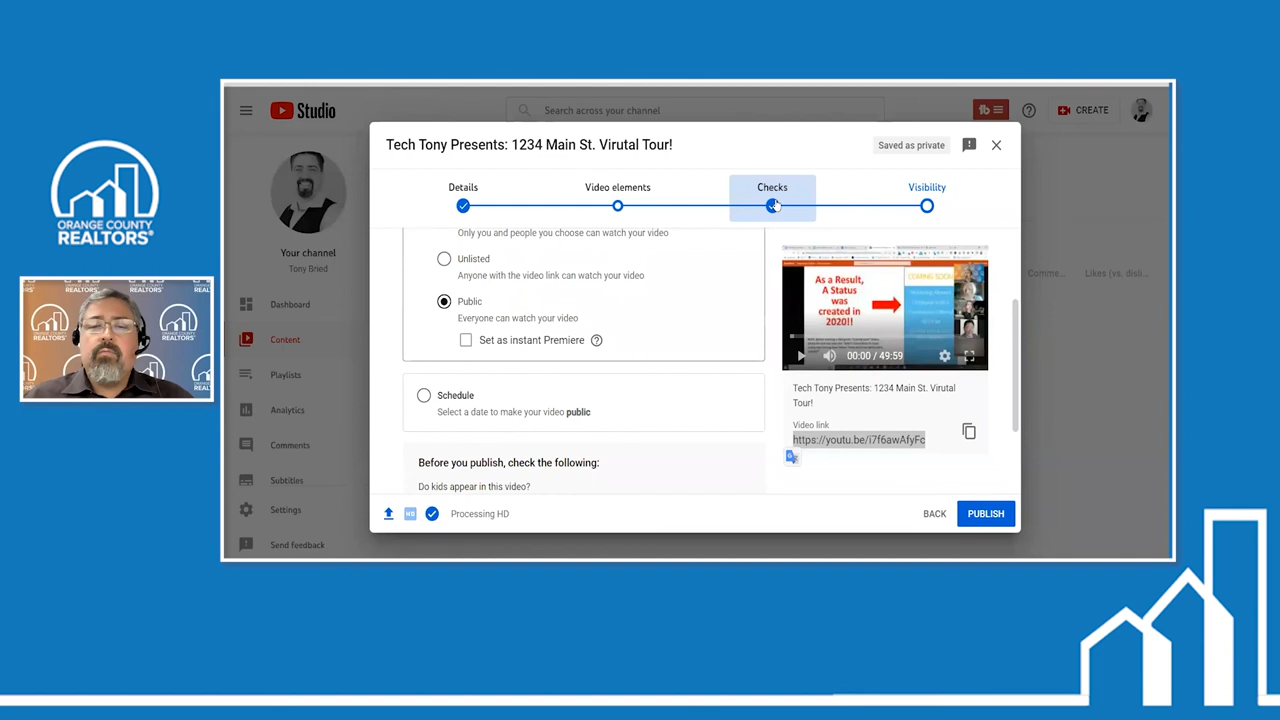 Studio
Search across your channel
CREATE
Tech Tony Presents: 1234 Main St. Virutal Tour!
Saved as private
Details
Video elements
Checks
Visibility
ORANGE COUNTY
REALTORS®
Your channel
Tony Bried
Dashboard
Content
Playlists
Analytics
Comments
Subtitles
Settings
Send feedback
Only you and people you choose can watch your video
Unlisted
Anyone with the video link can watch your video
Public
Everyone can watch your video
Set as instant Premiere
Schedule
Select a date to make your video public
Before you publish, check the following:
Do kids appear in this video?
As a Result,
A Status
was
created in
2020!!
COMING SOON
00:00 / 49:59
Tech Tony Presents: 1234 Main St. Virutal
Tour!
Video link
https://youtu.be/i7f6awAfyFc
Comme...
Likes (vs. disli...
Processing HD
BACK
PUBLISH